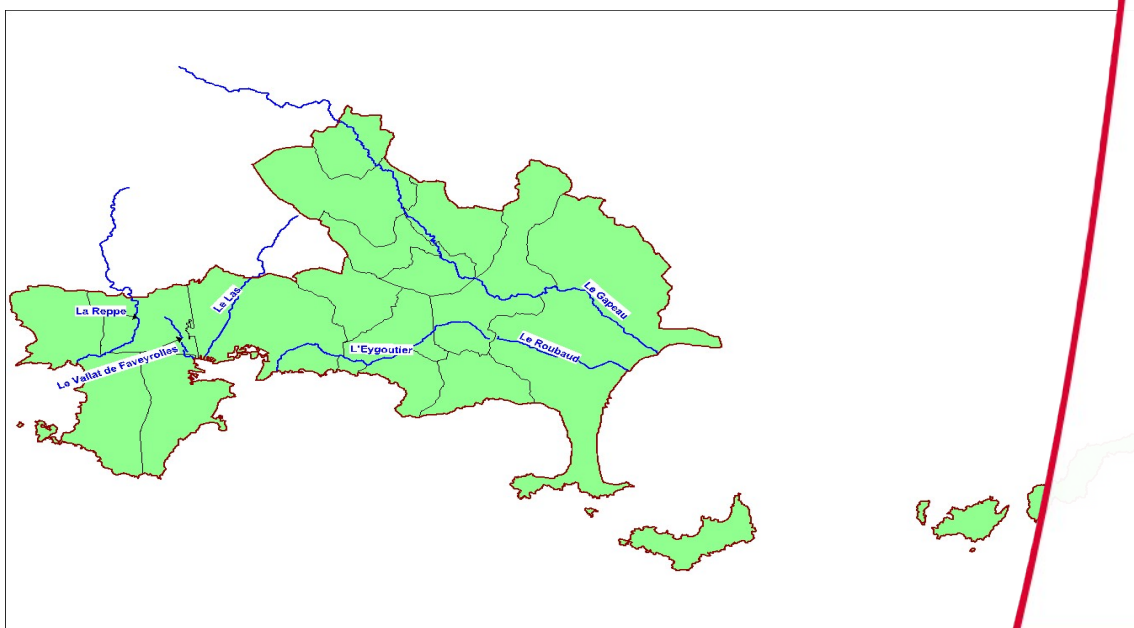 La Reppe
Le Las
Le Vallat de Faveyrolles
L'Eygoutier
Le Gapeau
Le Roubaud